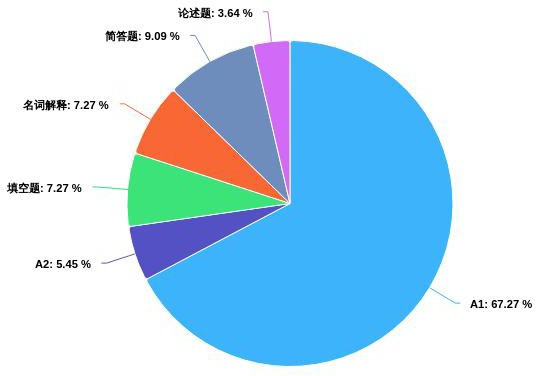 论述题: 3.64 %
简答题: 9.09 %
名词解释: 7.27 %
填空题: 7.27 %
A2: 5.45 %
A1: 67.27 %